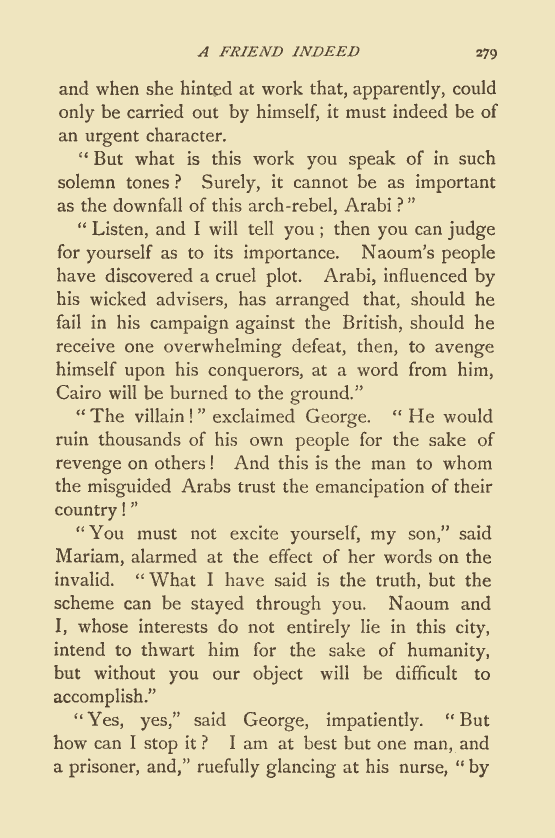 A FRIEND INDEED 279
and when she hinted at work that, apparently, could
only be carried out by himself, it must indeed be of
an urgent character.
“But what is this work you speak of in such
solemn tones? Surely, it cannot be as important
as the downfall of this arch-rebel, Arabi?”
“Listen, and I will tell you; then you can judge
for yourself as to its importance. Naoum’s people
have discovered a cruel plot. Arabi, influenced by
his wicked advisers, has arranged that, should he
fail in his campaign against the British, should he
receive one overwhelming defeat, then, to avenge
himself upon his conquerors, at a word from him,
Cairo will be burned to the ground.”
“The villain!” exclaimed George. “He would
ruin thousands of his own people for the sake of
revenge on others! And this is the man to whom
the misguided Arabs trust the emancipation of their
country!”
“You must not excite yourself, my son,” said
Mariam, alarmed at the effect of her words on the
invalid. “What I have said is the truth, but the
scheme can be stayed through you. Naoum and
I, whose interests do not entirely lie in this city,
intend to thwart him for the sake of humanity,
but without you our object will be difficult to
accomplish.”
“Yes, yes,” said George, impatiently. “But
how can I stop it? I am at best but one man, and
a prisoner, and,” ruefully glancing at his nurse, “by